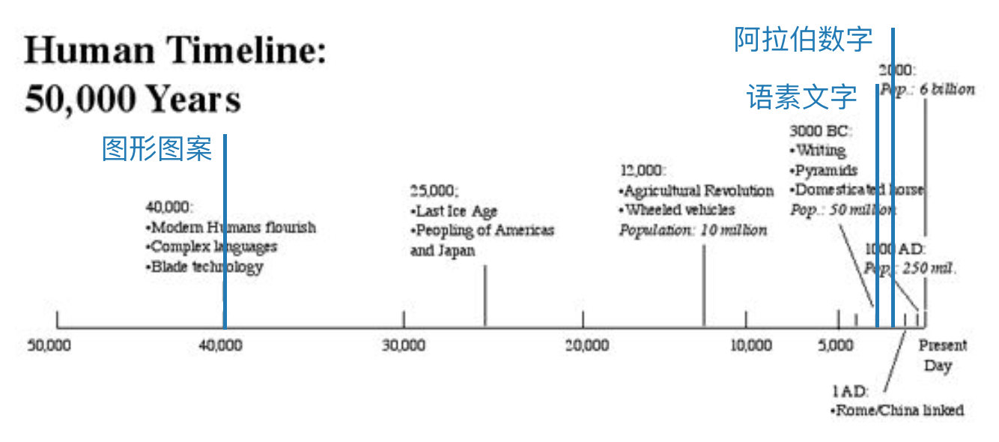 Human Timeline:
50,000 Years
阿拉伯数字
2000:
Pop.: 6 billion
语素文字
图形图案
3000 BC:
•Writing
•Pyramids
•Domesticated horse
Pop.: 50 million
12,000:
•Agricultural Revolution
•Wheeled vehicles
Population: 10 million
25,000:
•Last Ice Age
•Peopling of Americas
and Japan
40,000:
•Modern Humans flourish
•Complex languages
•Blade technology
1000 AD:
Pop.: 250 mil.
50,000 40,000 30,000 20,000 10,000 5,000 Present
Day
1 AD:
•Rome/China linked